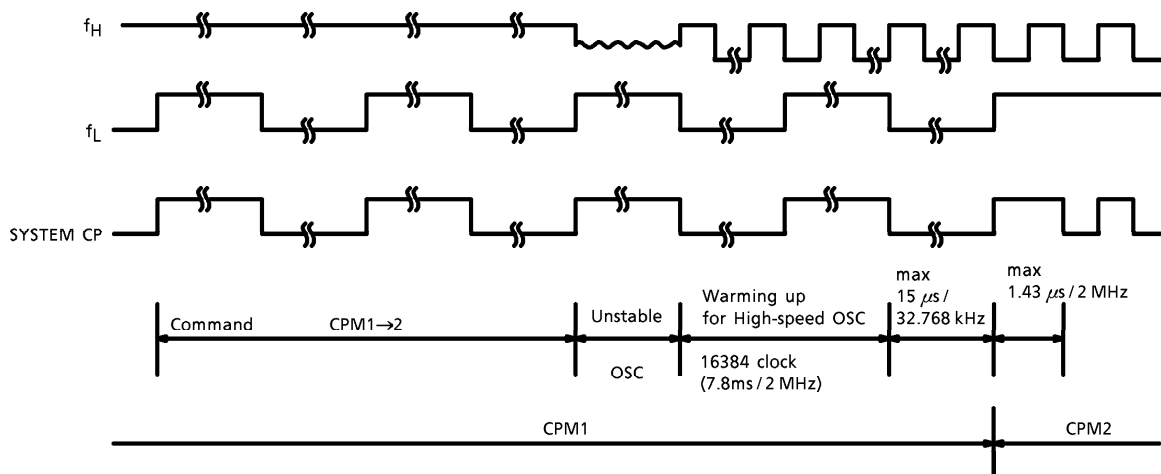 fH
fL
SYSTEM CP
Command CPM1→2
Unstable
OSC
Warming up
for High-speed OSC
16384 clock
(7.8ms / 2 MHz)
max
15 μs /
32.768 kHz
max
1.43 μs / 2 MHz
CPM1
CPM2